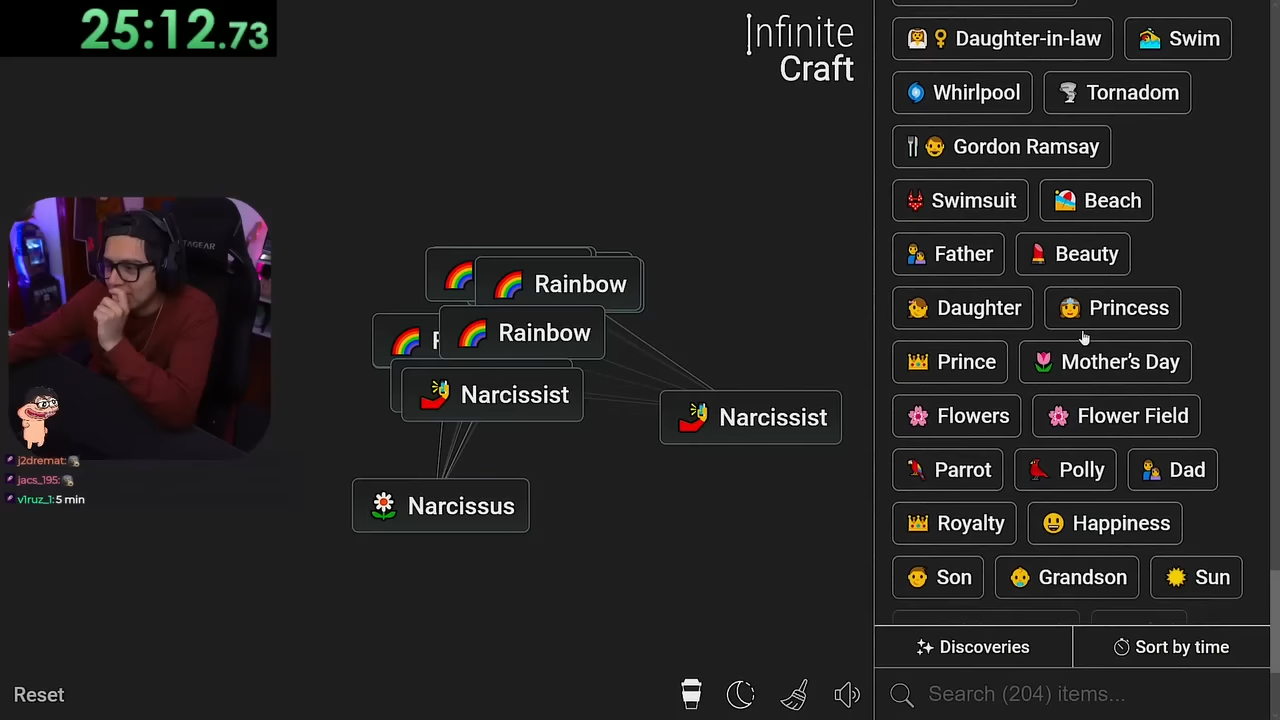 25:12.73
Infinite
Craft
Daughter-in-law
Swim
Whirlpool
Tornadom
Gordon Ramsay
Swimsuit
Beach
Father
Beauty
Daughter
Princess
Prince
Mother's Day
Flowers
Flower Field
Parrot
Polly
Dad
Royalty
Happiness
Son
Grandson
Sun
Rainbow
Rainbow
Narcissist
Narcissist
Narcissus
j2dremat:
jacs_195:
v1ruz_1: 5 min
Discoveries
Sort by time
Reset
Search (204) items...